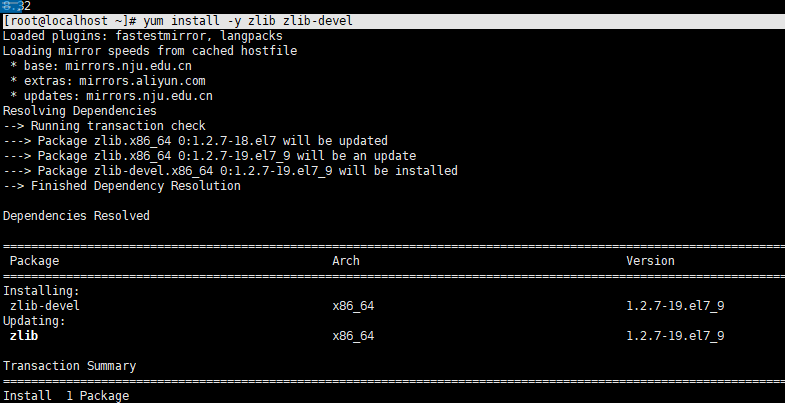 .32
[root@localhost ~]# yum install -y zlib zlib-devel
Loaded plugins: fastestmirror, langpacks
Loading mirror speeds from cached hostfile
 * base: mirrors.nju.edu.cn
 * extras: mirrors.aliyun.com
 * updates: mirrors.nju.edu.cn
Resolving Dependencies
--> Running transaction check
---> Package zlib.x86_64 0:1.2.7-18.el7 will be updated
---> Package zlib.x86_64 0:1.2.7-19.el7_9 will be an update
---> Package zlib-devel.x86_64 0:1.2.7-19.el7_9 will be installed
--> Finished Dependency Resolution
Dependencies Resolved
Package Arch Version
Installing:
zlib-devel x86_64 1.2.7-19.el7_9
Updating:
zlib x86_64 1.2.7-19.el7_9
Transaction Summary
Install 1 Package